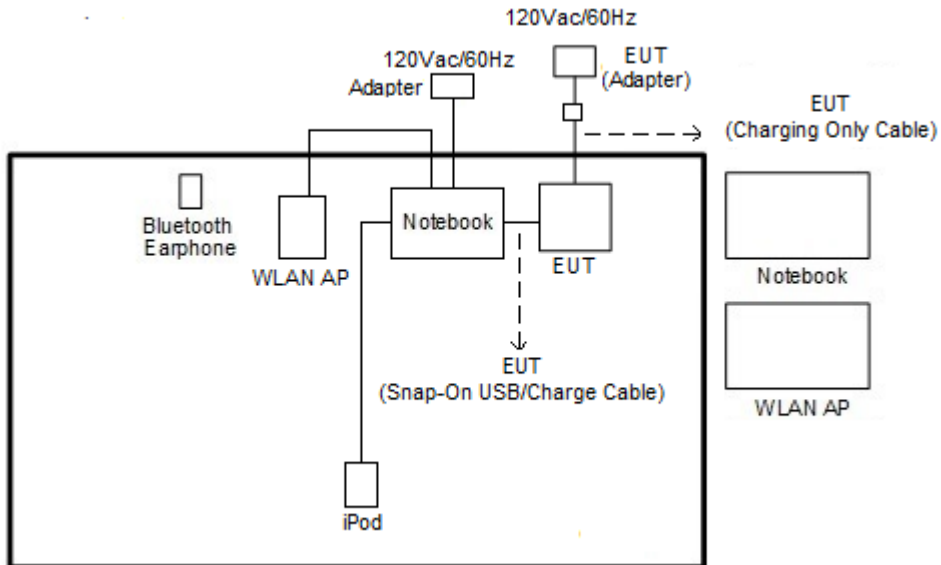 120Vac/60Hz
120Vac/60Hz
Adapter
EUT
(Adapter)
EUT
(Charging Only Cable)
Bluetooth
Earphone
WLAN AP
Notebook
EUT
Notebook
EUT
(Snap-On USB/Charge Cable)
WLAN AP
iPod